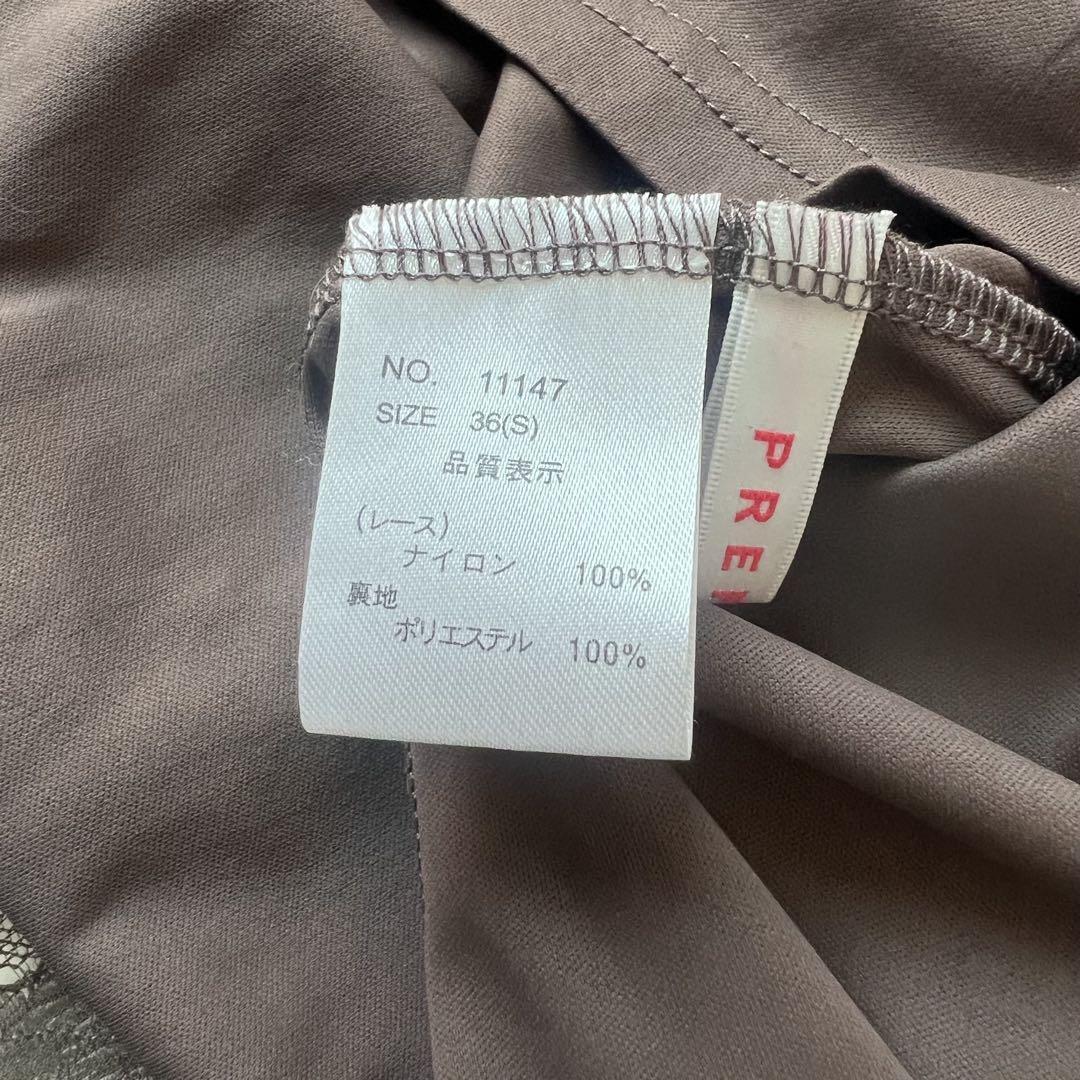 NO. 11147
SIZE 36(S)
品質表示
(レース)
ナイロン 100%
裏地
ポリエステル 100%
PRE